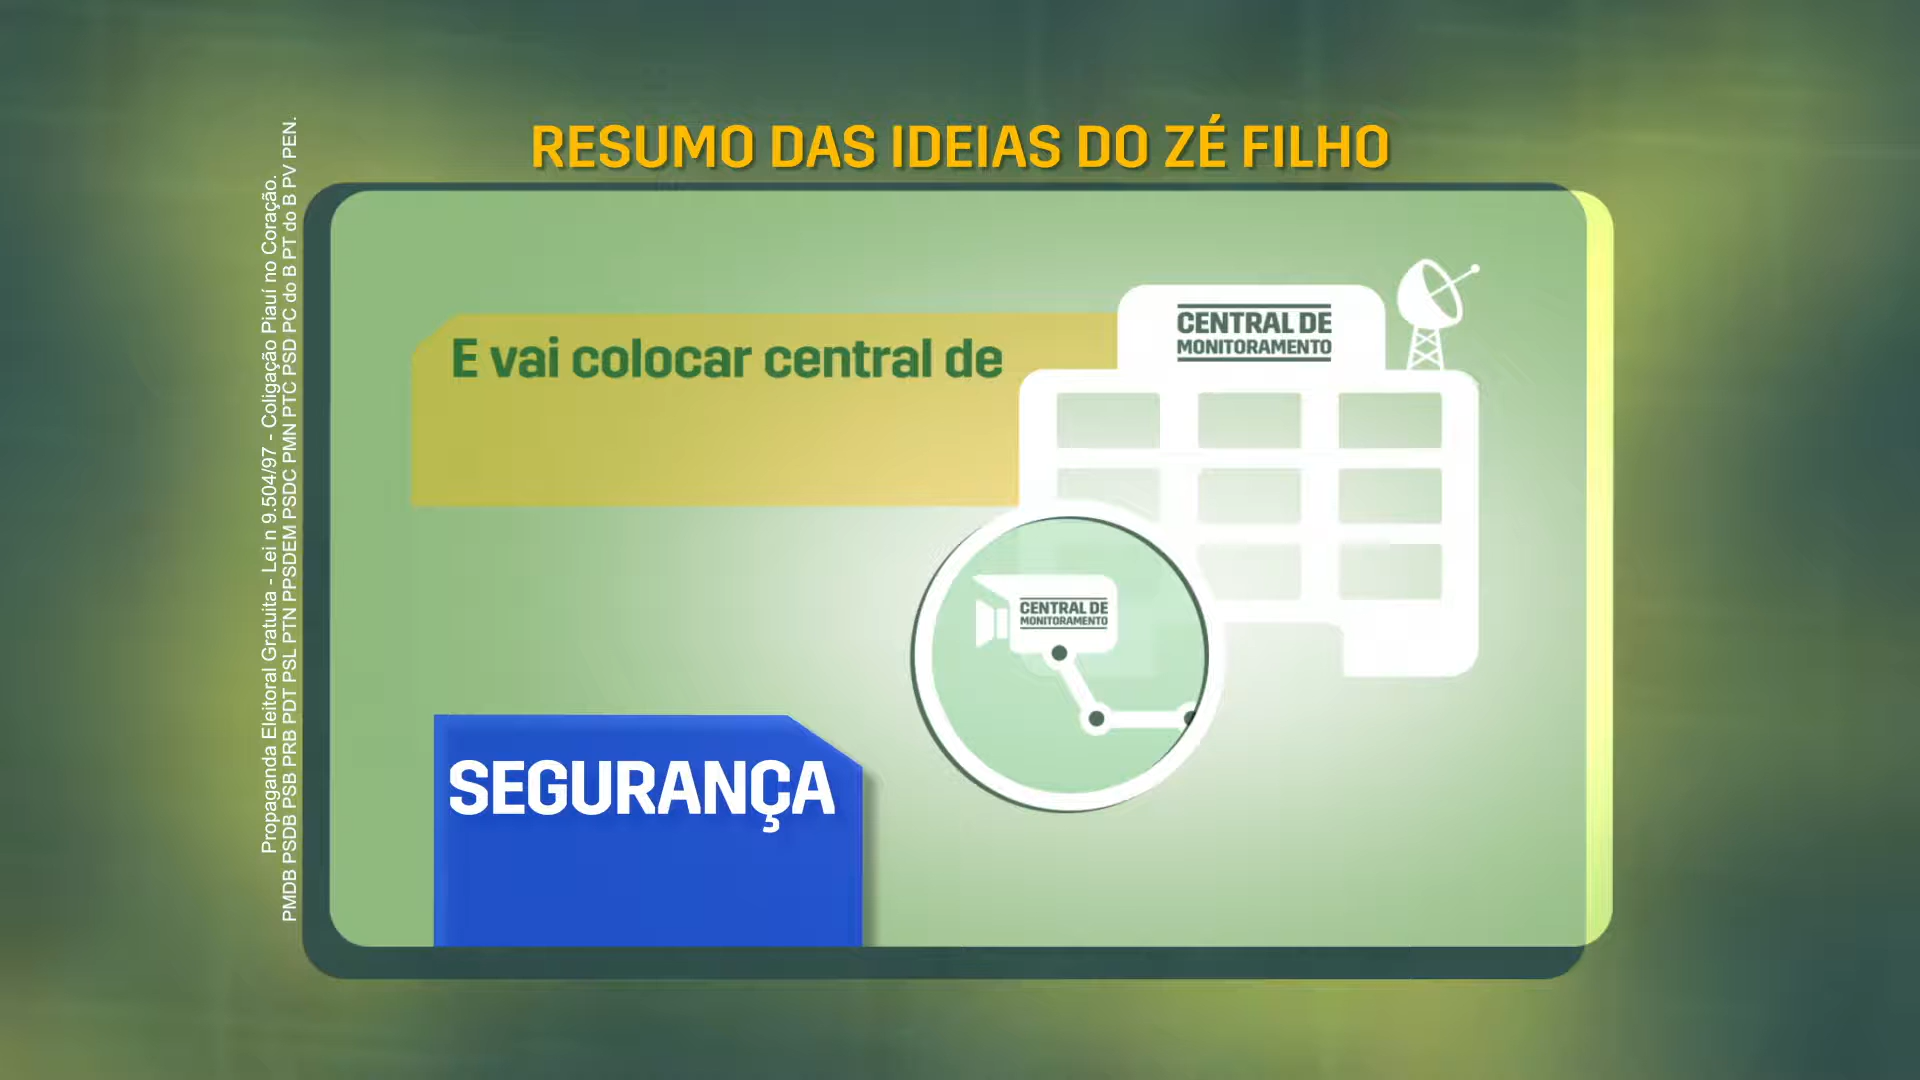 RESUMO DAS IDEIAS DO ZÉ FILHO
E vai colocar central de
CENTRAL DE
MONITORAMENTO
CENTRAL DE
MONITORAMENTO
SEGURANÇA
Propaganda Eleitoral Gratuita - Lei n 9.504/97 - Coligação Piauí no Coração.
PMDB PSDB PSB PRB PDT PSL PTN PPSDEM PSDC PMN PTC PSD PC do B PT do B PV PEN.